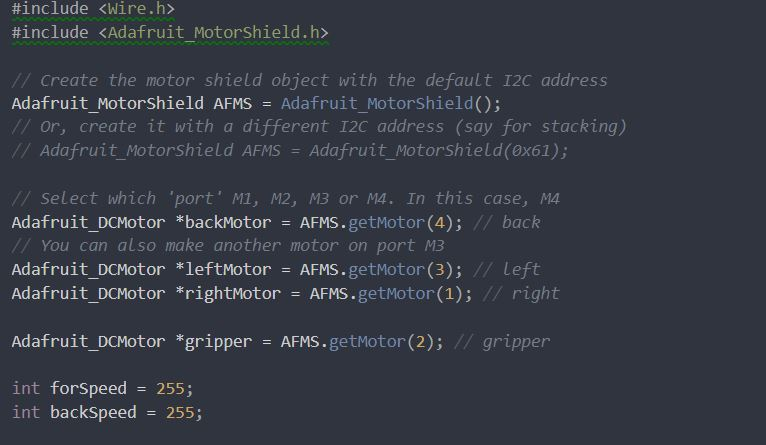 #include <Wire.h>
#include <Adafruit_MotorShield.h>
// Create the motor shield object with the default I2C address
Adafruit_MotorShield AFMS = Adafruit_MotorShield();
// Or, create it with a different I2C address (say for stacking)
// Adafruit_MotorShield AFMS = Adafruit_MotorShield(0x61);
// Select which 'port' M1, M2, M3 or M4. In this case, M4
Adafruit_DCMotor *backMotor = AFMS.getMotor(4); // back
// You can also make another motor on port M3
Adafruit_DCMotor *leftMotor = AFMS.getMotor(3); // left
Adafruit_DCMotor *rightMotor = AFMS.getMotor(1); // right
Adafruit_DCMotor *gripper = AFMS.getMotor(2); // gripper
int forSpeed = 255;
int backSpeed = 255;